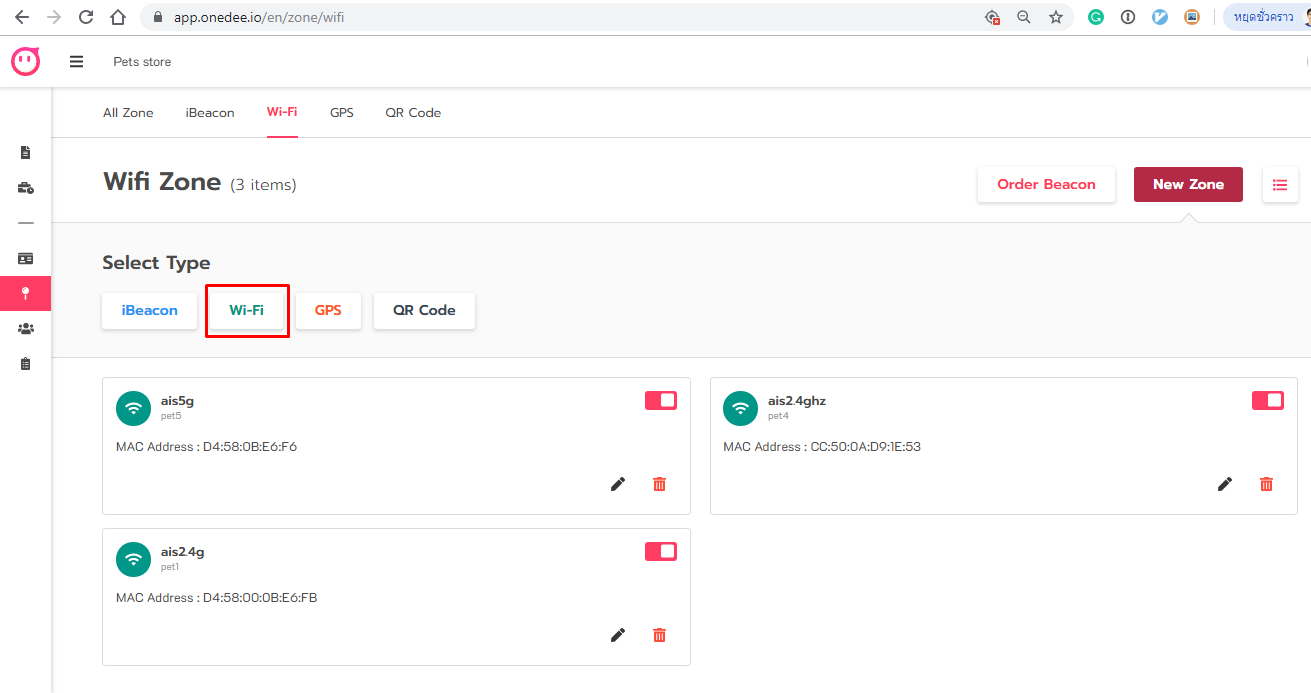 app.onedee.io/en/zone/wifi
หยุดชั่วคราว
Pets store
All Zone iBeacon Wi-Fi GPS QR Code
Wifi Zone (3 items)
Order Beacon New Zone
Select Type
iBeacon Wi-Fi GPS QR Code
ais5g
pet5
MAC Address : D4:58:0B:E6:F6
ais2.4ghz
pet4
MAC Address : CC:50:0A:D9:1E:53
ais2.4g
pet1
MAC Address : D4:58:00:0B:E6:FB